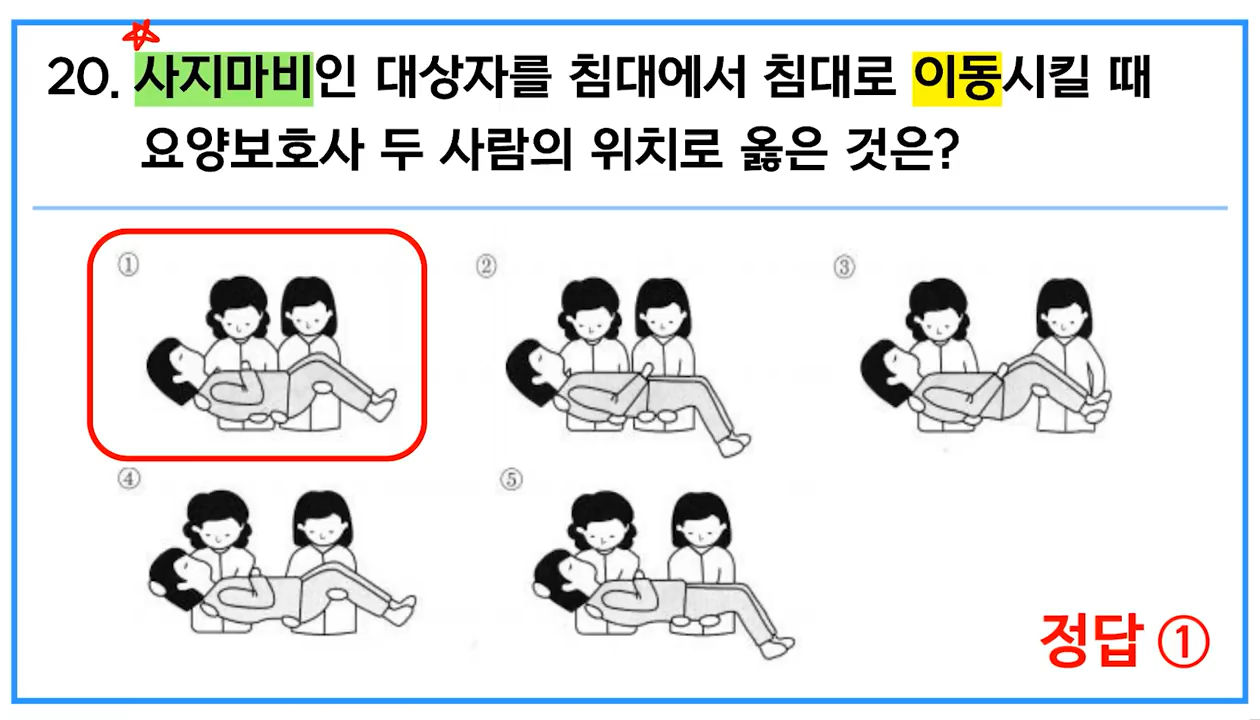 20. 사지마비인 대상자를 침대에서 침대로 이동시킬 때
요양보호사 두 사람의 위치로 옳은 것은?
①
②
③
④
⑤
정답 ①